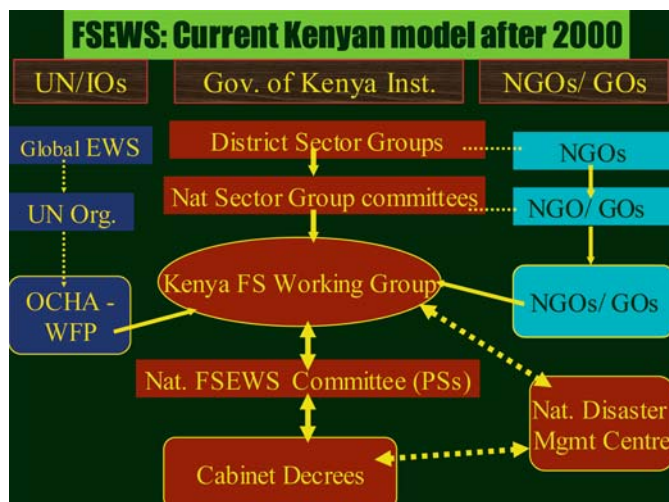 FSEWS: Current Kenyan model after 2000
UN/IOs
Gov. of Kenya Inst.
NGOs/ GOs
Global EWS
District Sector Groups
NGOs
UN Org.
Nat Sector Group committees
NGO/ GOs
OCHA -
WFP
Kenya FS Working Group
NGOs/ GOs
Nat. FSEWS Committee (PSs)
Nat. Disaster
Mgmt Centre
Cabinet Decrees